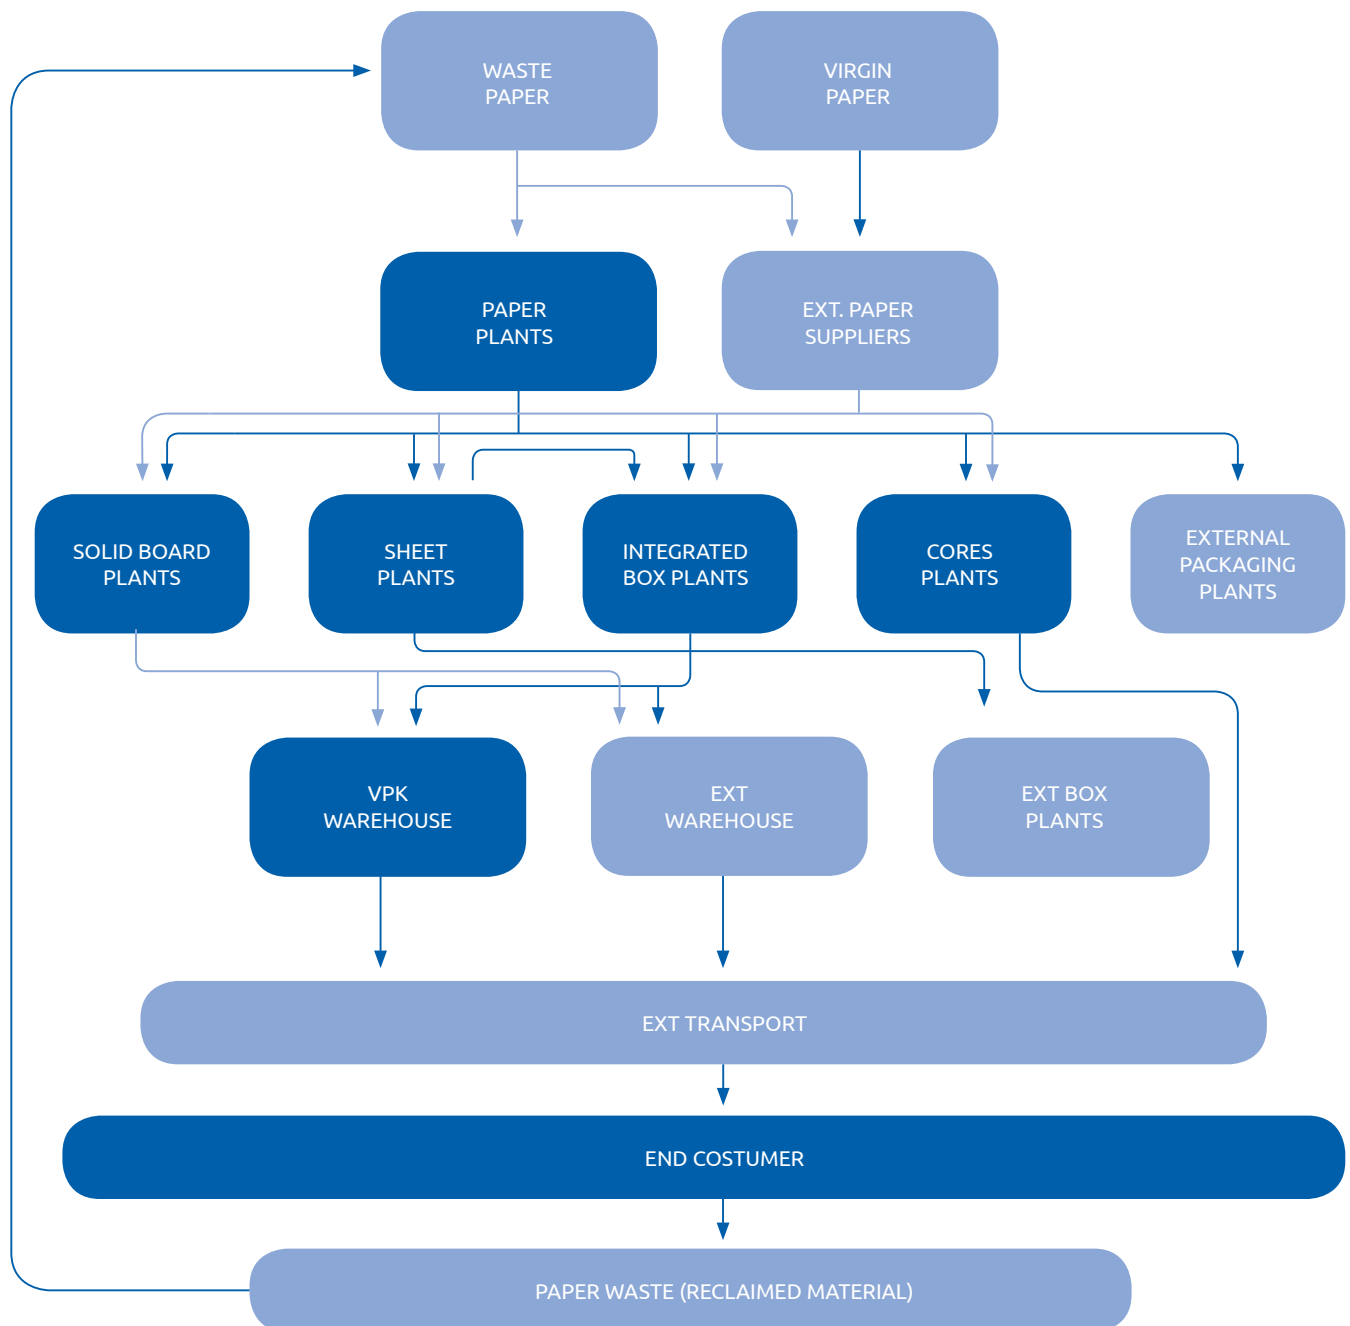 WASTE
PAPER
VIRGIN
PAPER
PAPER
PLANTS
EXT. PAPER
SUPPLIERS
SOLID BOARD
PLANTS
SHEET
PLANTS
INTEGRATED
BOX PLANTS
CORES
PLANTS
EXTERNAL
PACKAGING
PLANTS
VPK
WAREHOUSE
EXT
WAREHOUSE
EXT BOX
PLANTS
EXT TRANSPORT
END COSTUMER
PAPER WASTE (RECLAIMED MATERIAL)